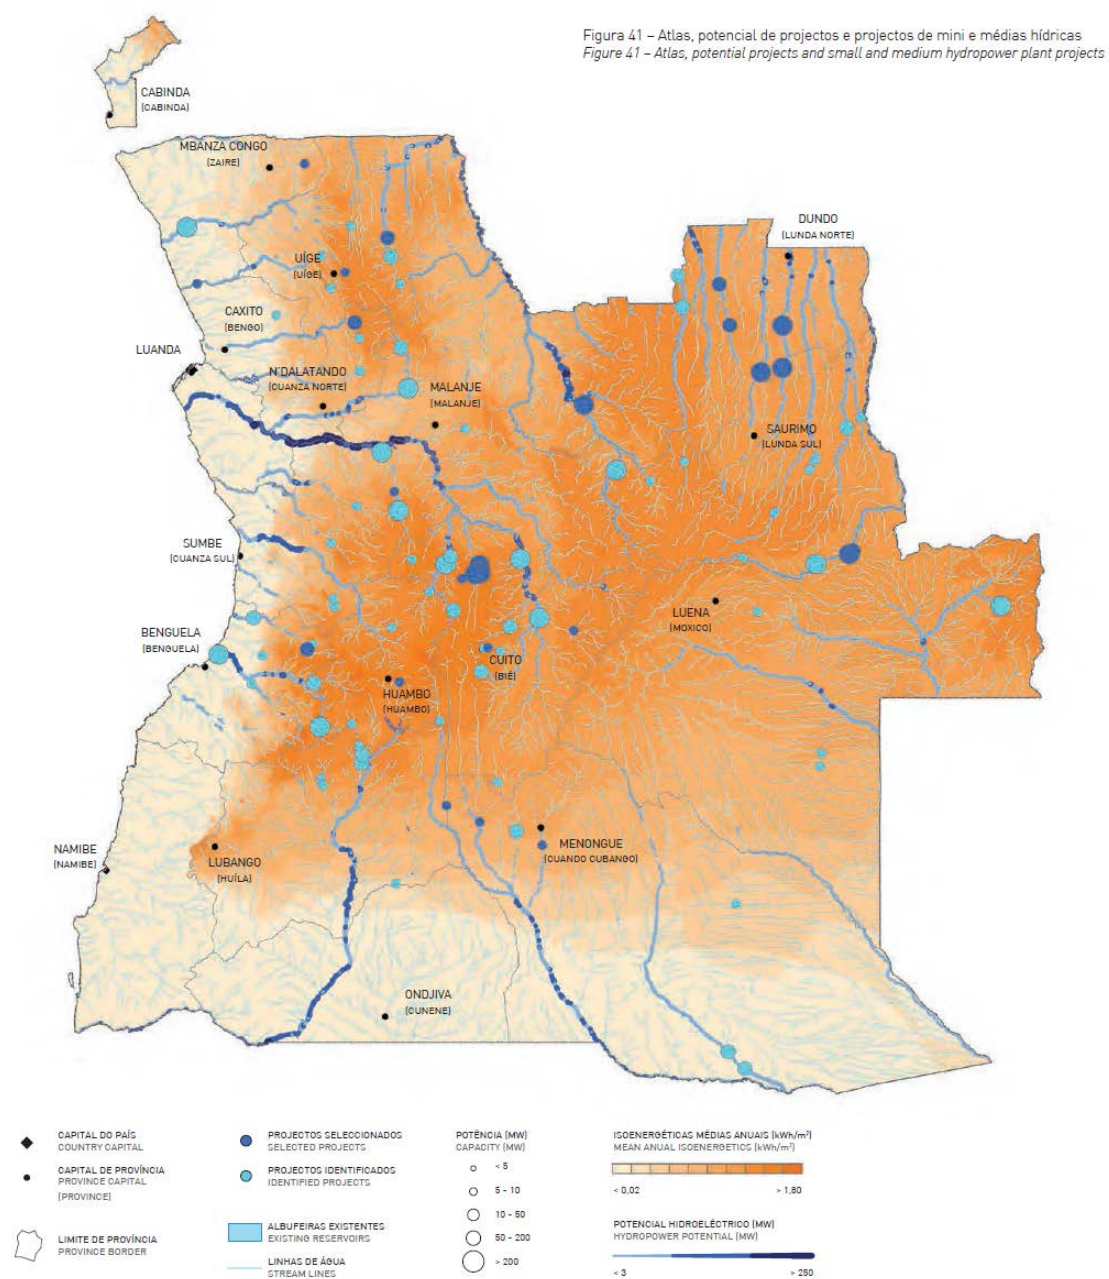 Figura 41 – Atlas, potencial de projectos e projectos de mini e médias hídricas
Figure 41 – Atlas, potential projects and small and medium hydropower plant projects
CABINDA
(CABINDA)
MBANZA CONGO
(ZAIRE)
DUNDO
(LUNDA NORTE)
UÍGE
(UÍGE)
CAXITO
(BENGO)
LUANDA
N'DALATANDO
(CUANZA NORTE)
MALANJE
(MALANJE)
SAURIMO
(LUNDA SUL)
SUMBE
(CUANZA SUL)
LUENA
(MOXICO)
BENGUELA
(BENGUELA)
CUITO
(BIÉ)
HUAMBO
(HUAMBO)
NAMIBE
(NAMIBE)
LUBANGO
(HUÍLA)
MENONGUE
(CUANDO CUBANGO)
ONDJIVA
(CUNENE)
CAPITAL DO PAÍS
COUNTRY CAPITAL
CAPITAL DE PROVÍNCIA
PROVINCE CAPITAL
(PROVINCE)
LIMITE DE PROVÍNCIA
PROVINCE BORDER
PROJECTOS SELECCIONADOS
SELECTED PROJECTS
PROJECTOS IDENTIFICADOS
IDENTIFIED PROJECTS
ALBUFEIRAS EXISTENTES
EXISTING RESERVOIRS
LINHAS DE ÁGUA
STREAM LINES
POTÊNCIA (MW)
CAPACITY (MW)
< 5
5 - 10
10 - 50
50 - 200
> 200
ISOENERGÉTICAS MÉDIAS ANUAIS (kWh/m²)
MEAN ANUAL ISOENERGETICS (kWh/m²)
< 0,02 > 1,80
POTENCIAL HIDROELÉCTRICO (MW)
HYDROPOWER POTENTIAL (MW)
< 3 > 250